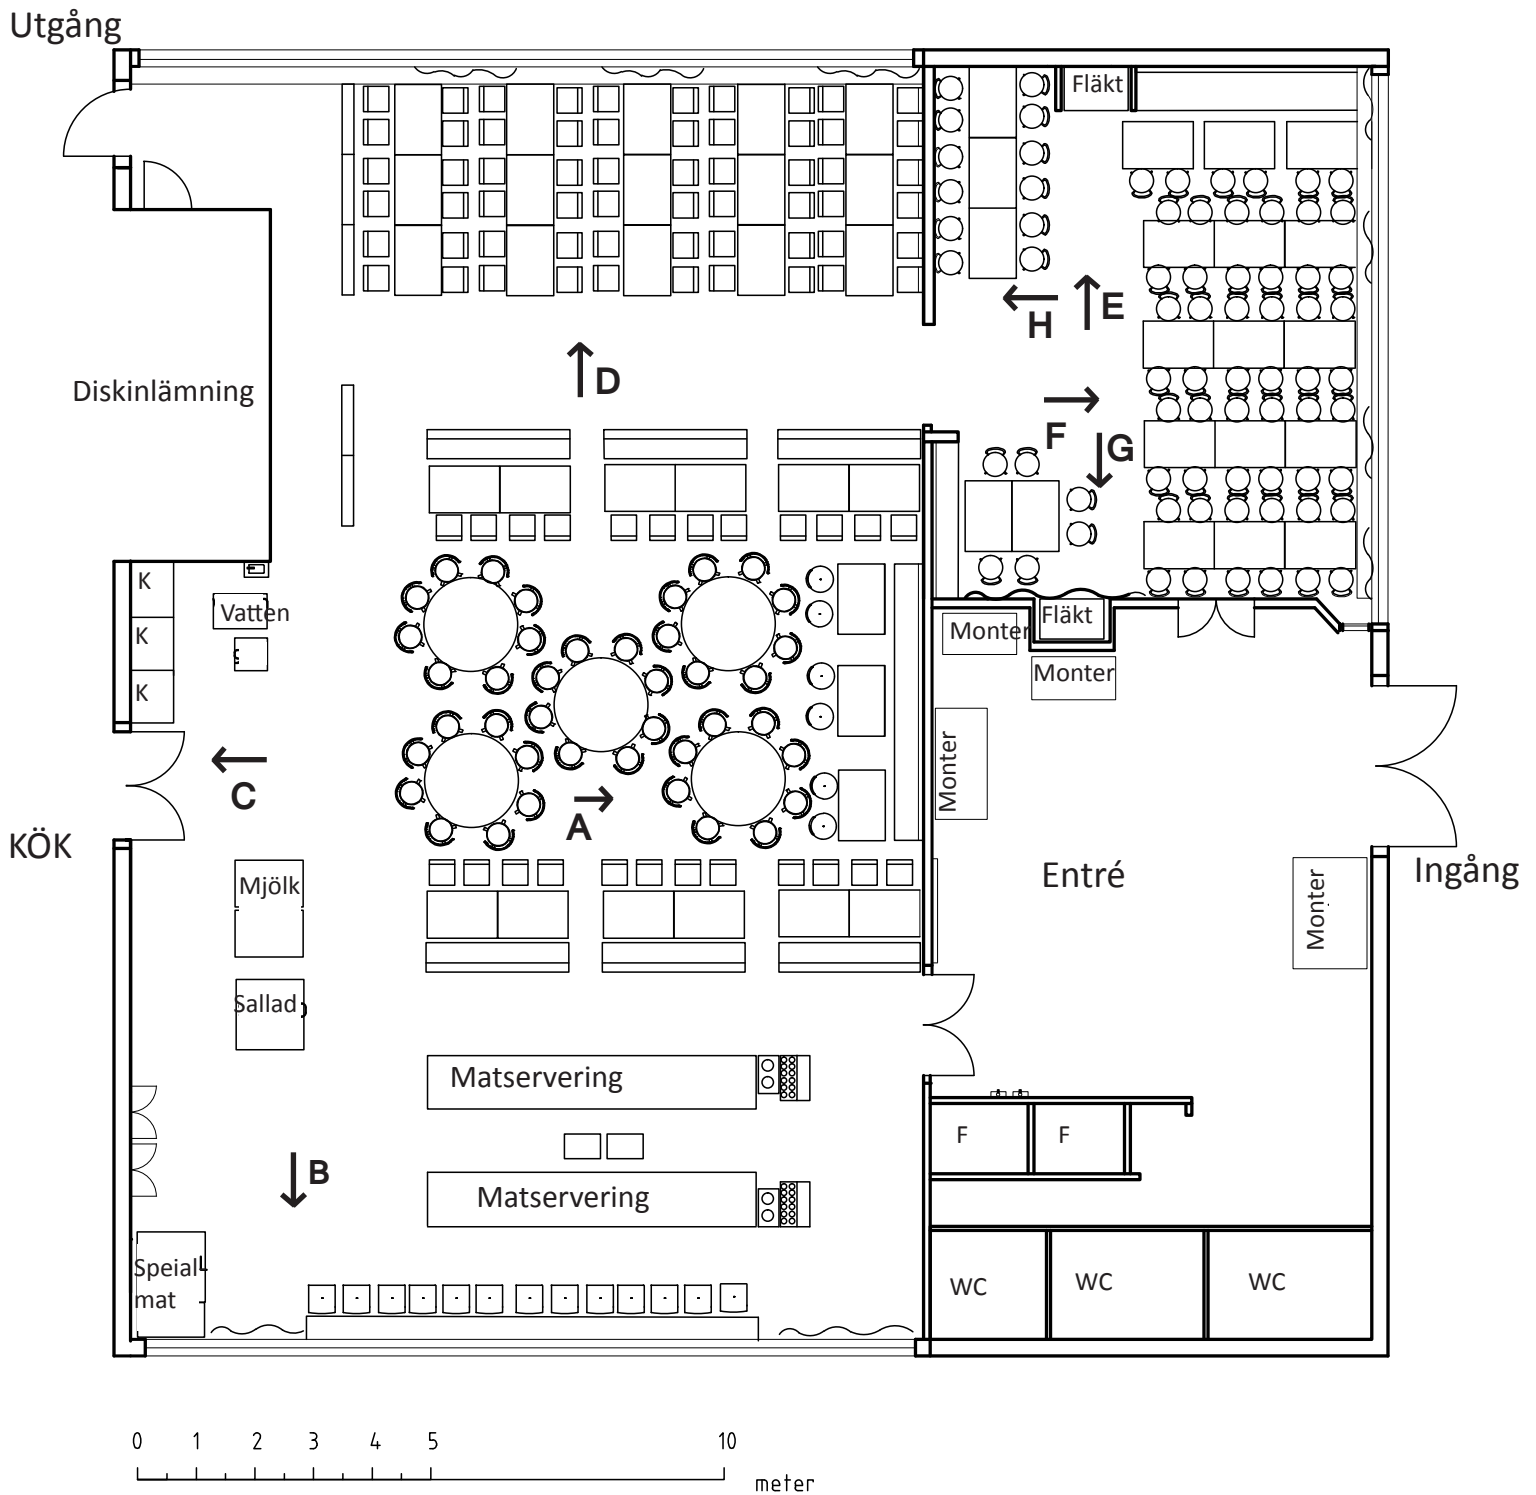 Utgång
Fläkt
H
E
D
Diskinlämning
F
G
K
Vatten
Fläkt
Monter
K
Monter
K
Monter
C
A
KÖK
Entré
Ingång
Mjölk
Monter
Sallad
Matservering
F
F
B
Matservering
Speial-
mat
WC
WC
WC
0 1 2 3 4 5 10
meter